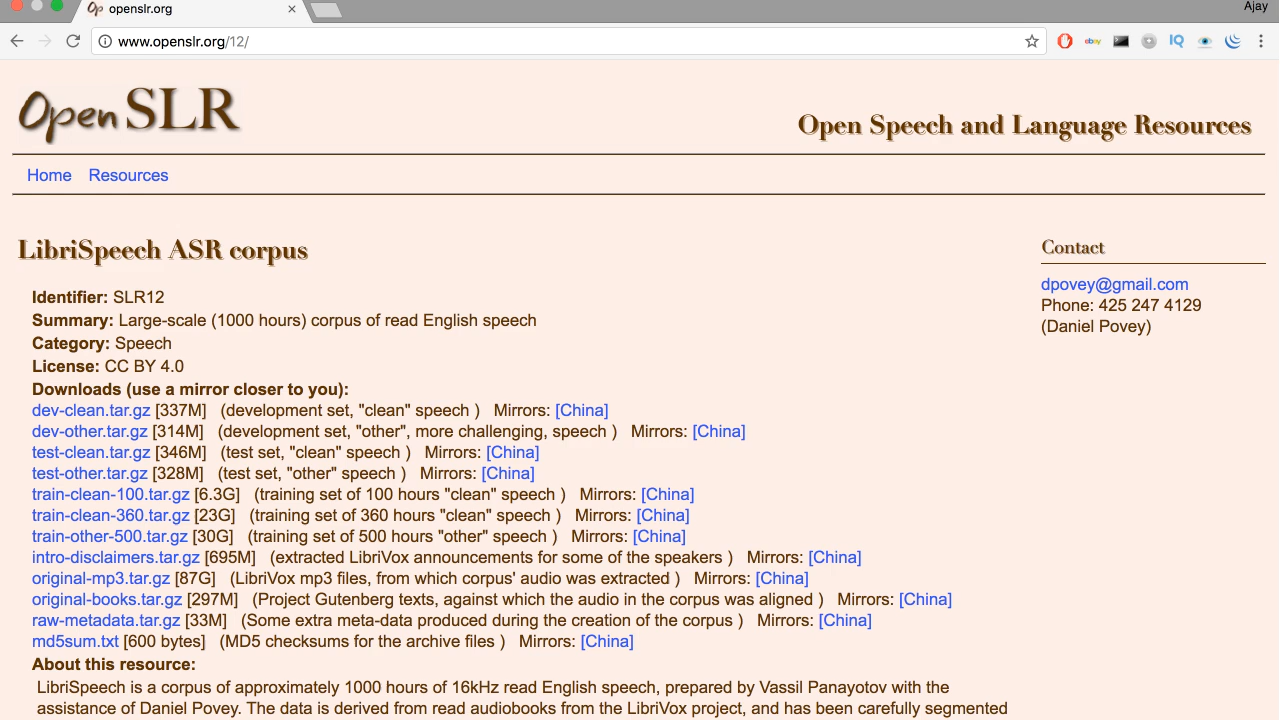 openslr.org
Ajay
www.openslr.org/12/
ebay
IQ
Open SLR
Open Speech and Language Resources
Home Resources
LibriSpeech ASR corpus
Identifier: SLR12
Summary: Large-scale (1000 hours) corpus of read English speech
Category: Speech
License: CC BY 4.0
Downloads (use a mirror closer to you):
dev-clean.tar.gz [337M] (development set, "clean" speech ) Mirrors: [China]
dev-other.tar.gz [314M] (development set, "other", more challenging, speech ) Mirrors: [China]
test-clean.tar.gz [346M] (test set, "clean" speech ) Mirrors: [China]
test-other.tar.gz [328M] (test set, "other" speech ) Mirrors: [China]
train-clean-100.tar.gz [6.3G] (training set of 100 hours "clean" speech ) Mirrors: [China]
train-clean-360.tar.gz [23G] (training set of 360 hours "clean" speech ) Mirrors: [China]
train-other-500.tar.gz [30G] (training set of 500 hours "other" speech ) Mirrors: [China]
intro-disclaimers.tar.gz [695M] (extracted LibriVox announcements for some of the speakers ) Mirrors: [China]
original-mp3.tar.gz [87G] (LibriVox mp3 files, from which corpus' audio was extracted ) Mirrors: [China]
original-books.tar.gz [297M] (Project Gutenberg texts, against which the audio in the corpus was aligned ) Mirrors: [China]
raw-metadata.tar.gz [33M] (Some extra meta-data produced during the creation of the corpus ) Mirrors: [China]
md5sum.txt [600 bytes] (MD5 checksums for the archive files ) Mirrors: [China]
About this resource:
LibriSpeech is a corpus of approximately 1000 hours of 16kHz read English speech, prepared by Vassil Panayotov with the
assistance of Daniel Povey. The data is derived from read audiobooks from the LibriVox project, and has been carefully segmented
Contact
dpovey@gmail.com
Phone: 425 247 4129
(Daniel Povey)